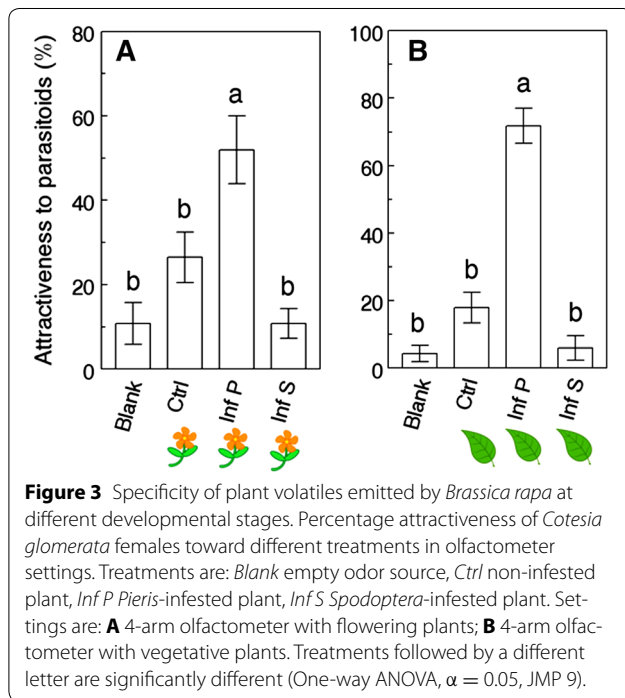 A
B
Attractiveness to parasitoids (%)
80
60
40
20
0
b
b
a
b
Blank
Ctrl
Inf P
Inf S
100
80
60
40
20
0
b
b
a
b
Blank
Ctrl
Inf P
Inf S
Figure 3 Specificity of plant volatiles emitted by Brassica rapa at
different developmental stages. Percentage attractiveness of Cotesia
glomerata females toward different treatments in olfactometer
settings. Treatments are: Blank empty odor source, Ctrl non-infested
plant, Inf P Pieris-infested plant, Inf S Spodoptera-infested plant. Set-
tings are: A 4-arm olfactometer with flowering plants; B 4-arm olfac-
tometer with vegetative plants. Treatments followed by a different
letter are significantly different (One-way ANOVA, α = 0.05, JMP 9).